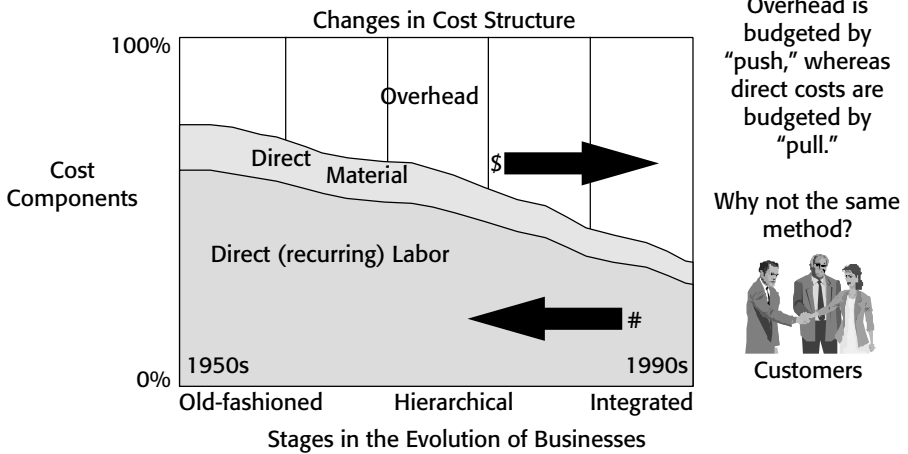 Changes in Cost Structure
100%
Overhead
Direct
Material
$
Cost
Components
Direct (recurring) Labor
#
1950s
1990s
0%
Old-fashioned
Hierarchical
Integrated
Stages in the Evolution of Businesses
Overhead is
budgeted by
“push,” whereas
direct costs are
budgeted by
“pull.”
Why not the same
method?
Customers